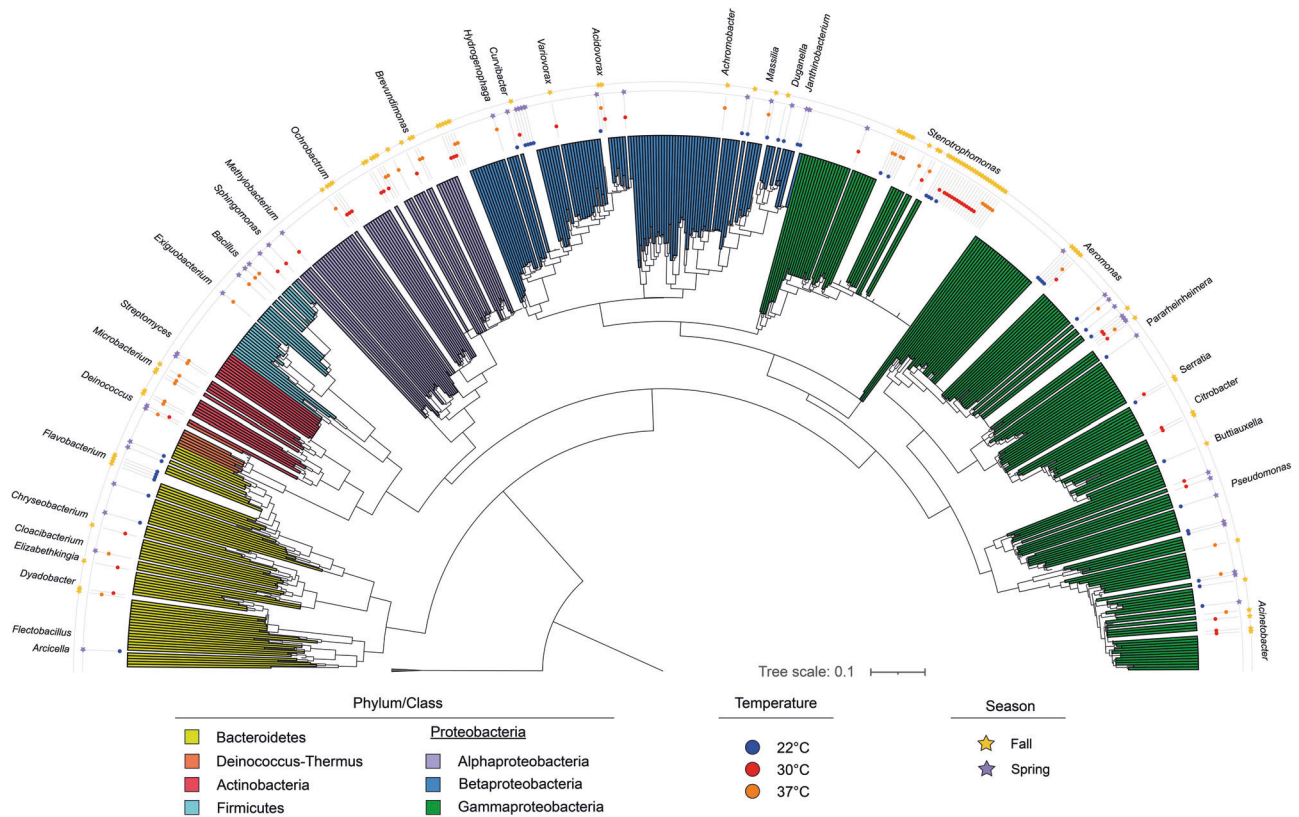 Arcicella
Flectobacillus
Dyadobacter
Elizabethkingia
Cloacibacterium
Chryseobacterium
Flavobacterium
Deinococcus
Microbacterium
Streptomyces
Exiguobacterium
Bacillus
Sphingomonas
Methylobacterium
Ochrobactrum
Brevundimonas
Hydrogenophaga
Curvibacter
Variovorax
Acidovorax
Achromobacter
Massilia
Duganella
Janthinobacterium
Stenotrophomonas
Aeromonas
Pararheinheimera
Serratia
Citrobacter
Buttiauxella
Pseudomonas
Acinetobacter
Tree scale: 0.1
Phylum/Class
Bacteroidetes
Deinococcus-Thermus
Actinobacteria
Firmicutes
Proteobacteria
Alphaproteobacteria
Betaproteobacteria
Gammaproteobacteria
Temperature
22°C
30°C
37°C
Season
Fall
Spring